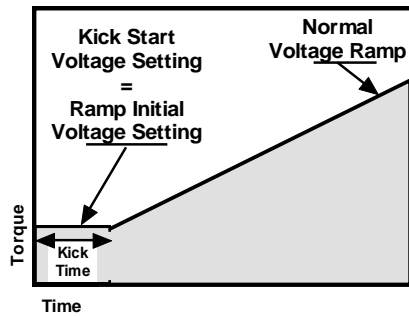 Kick Start
Voltage Setting
=
Ramp Initial
Voltage Setting
Normal
Voltage Ramp
Torque
Kick
Time
Time